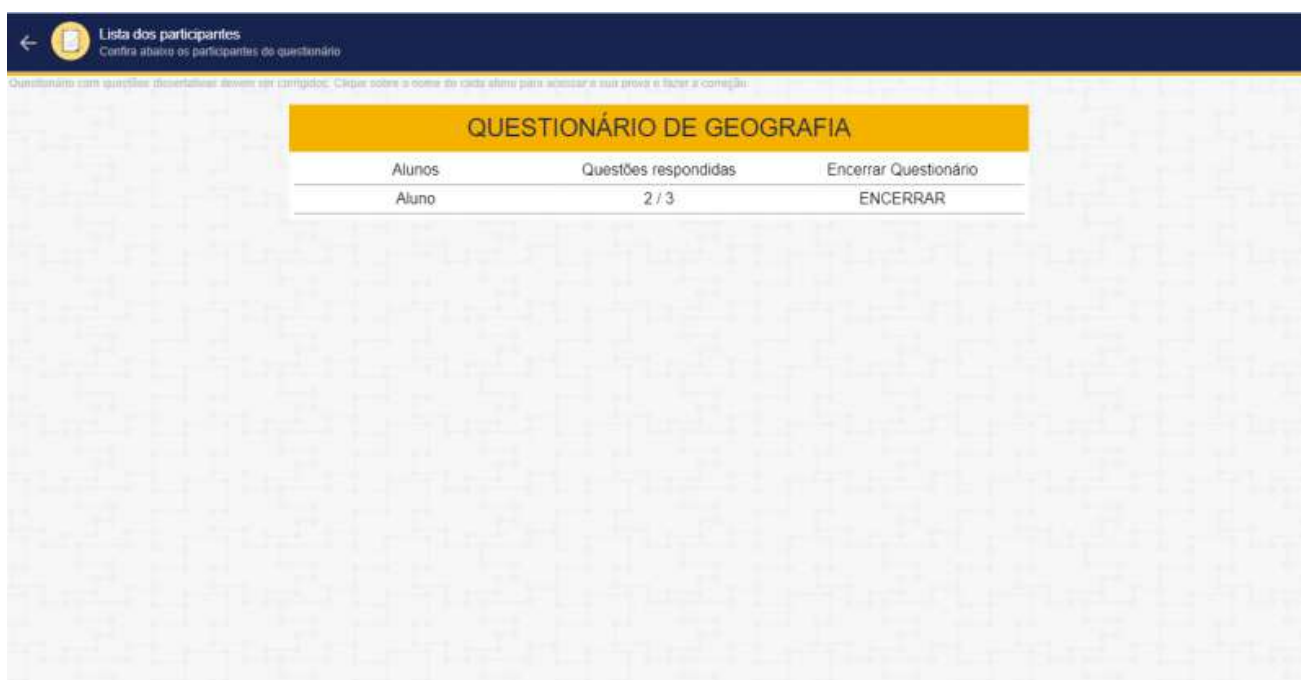 Lista dos participantes
Confira abaixo os participantes do questionário
Questionário com questões dissertativas devem ser corrigidos. Clique sobre o nome de cada aluno para acessar a sua prova e fazer a correção
QUESTIONÁRIO DE GEOGRAFIA
Alunos Questões respondidas Encerrar Questionário
Aluno 2 / 3 ENCERRAR